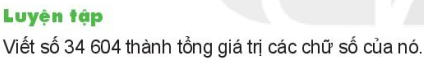 Luyện tập
Viết số 34 604 thành tổng giá trị các chữ số của nó.